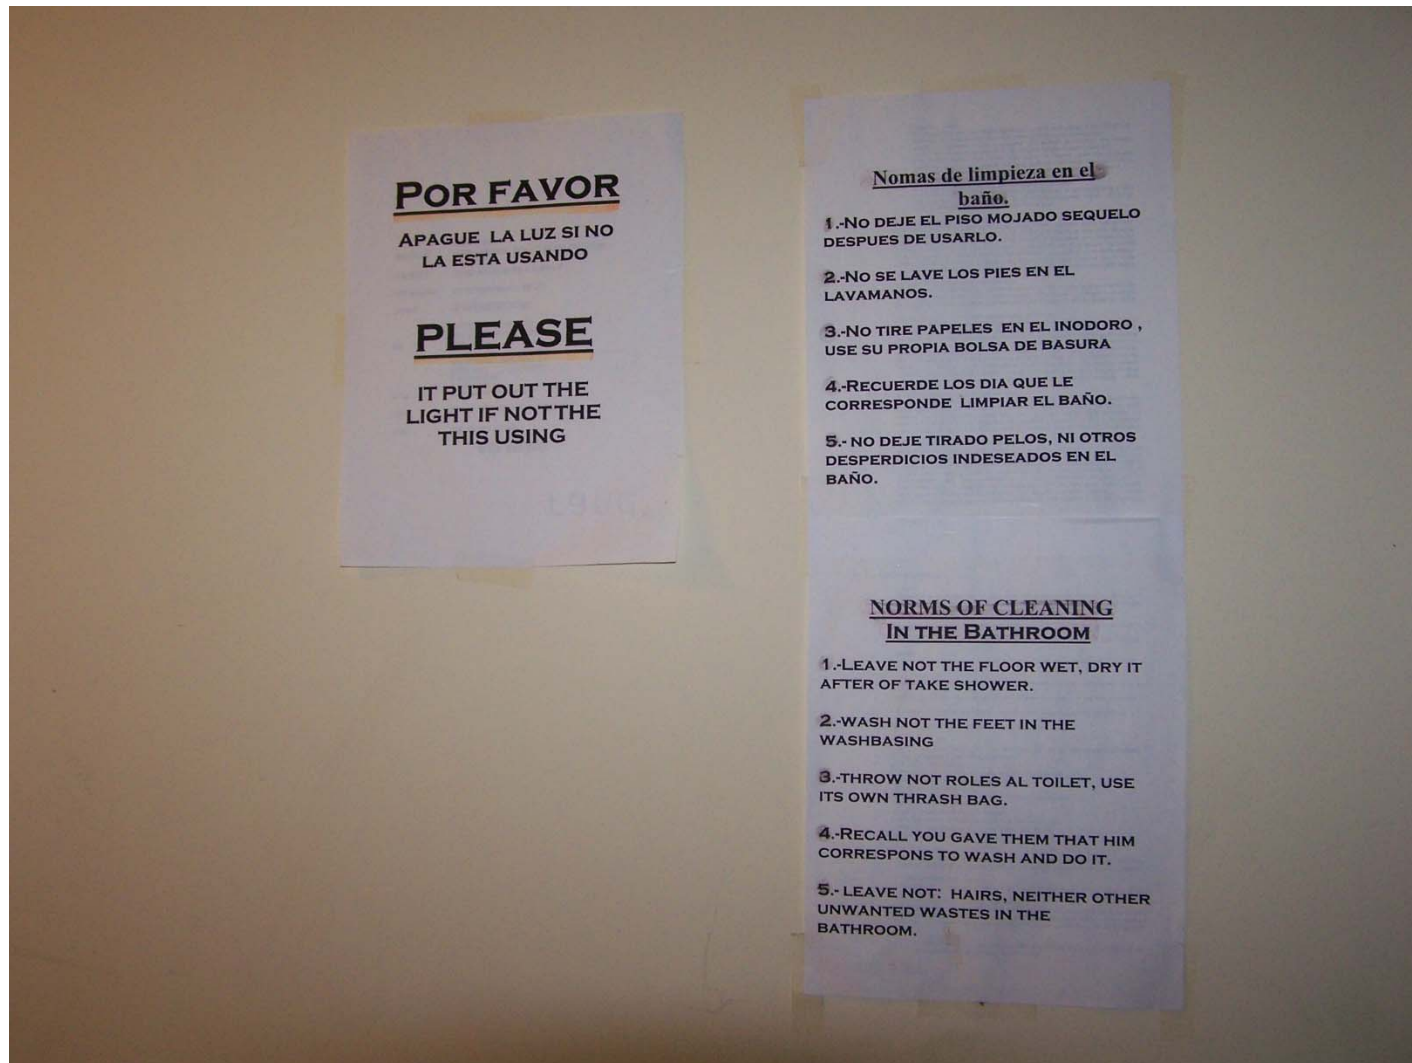 POR FAVOR
APAGUE LA LUZ SI NO
LA ESTA USANDO
PLEASE
IT PUT OUT THE
LIGHT IF NOT THE
THIS USING
Nomas de limpieza en el
baño.
1.-NO DEJE EL PISO MOJADO SEQUELO
DESPUES DE USARLO.
2.-NO SE LAVE LOS PIES EN EL
LAVAMANOS.
3.-NO TIRE PAPELES EN EL INODORO ,
USE SU PROPIA BOLSA DE BASURA
4.-RECUERDE LOS DIA QUE LE
CORRESPONDE LIMPIAR EL BAÑO.
5.- NO DEJE TIRADO PELOS, NI OTROS
DESPERDICIOS INDESEADOS EN EL
BAÑO.
NORMS OF CLEANING
IN THE BATHROOM
1.-LEAVE NOT THE FLOOR WET, DRY IT
AFTER OF TAKE SHOWER.
2.-WASH NOT THE FEET IN THE
WASHBASING
3.-THROW NOT ROLES AL TOILET, USE
ITS OWN THRASH BAG.
4.-RECALL YOU GAVE THEM THAT HIM
CORRESPONS TO WASH AND DO IT.
5.- LEAVE NOT: HAIRS, NEITHER OTHER
UNWANTED WASTES IN THE
BATHROOM.